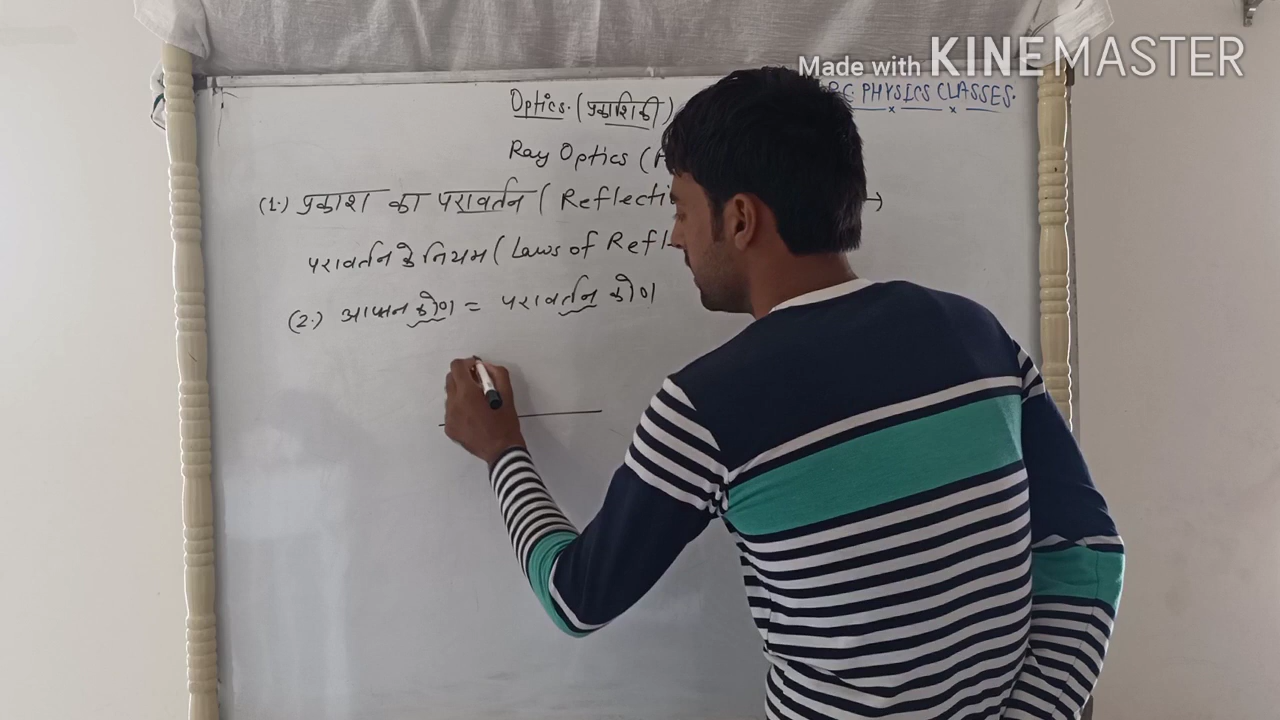 Made with KINEMASTER
PHYSICS CLASSES.
Optics. (प्रकाशिकी)
Ray Optics (
(1.) प्रकाश का परावर्तन ( Reflecti
परावर्तन के नियम ( Laws of Refl
(2.) आपतन कोण = परावर्तन कोण